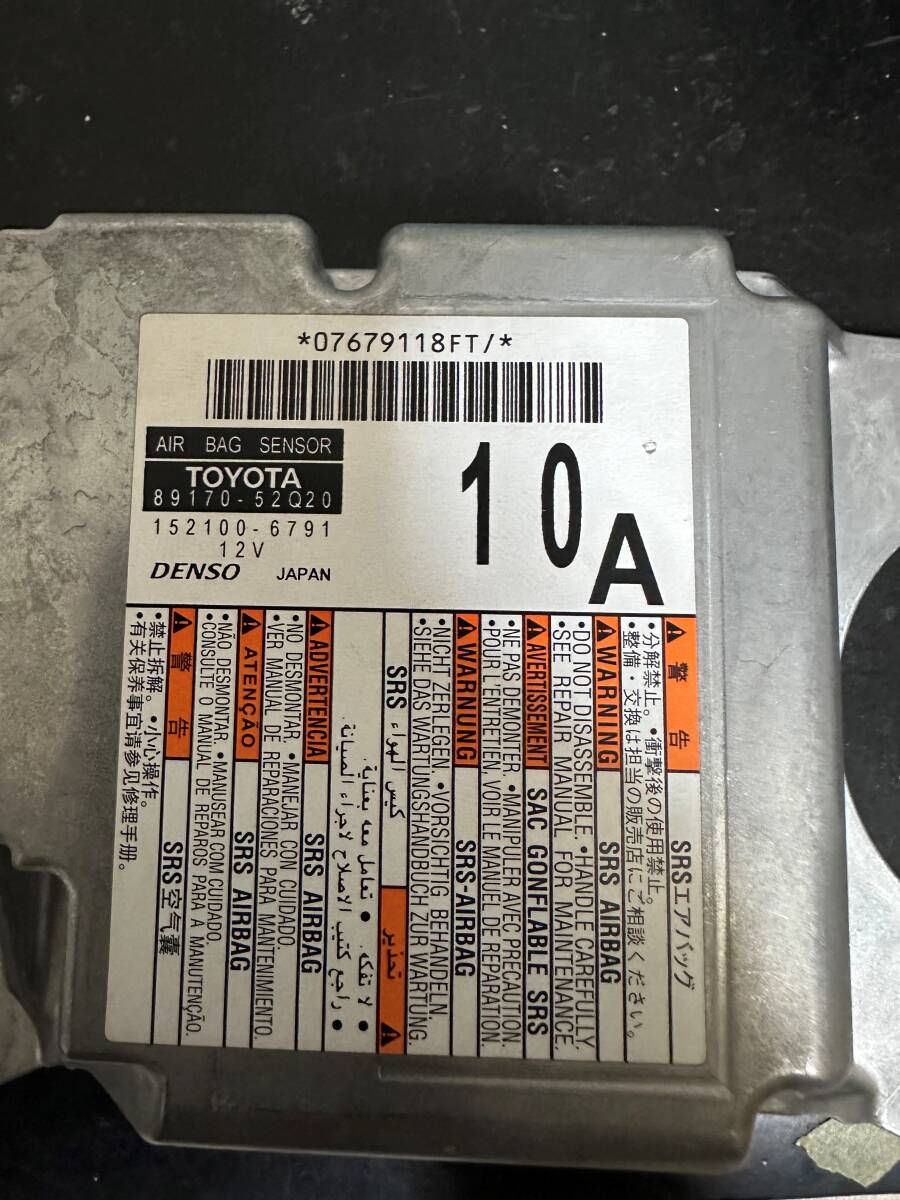 *07679118FT/*
AIR BAG SENSOR
TOYOTA
89170-52Q20
152100-6791
12V
DENSO JAPAN
10A
警告 SRSエアバッグ
•分解禁止。•衝撃後の使用禁止。
•整備・交換は担当の販売店にご相談ください。
WARNING SRS AIRBAG
•DO NOT DISASSEMBLE. •HANDLE CAREFULLY.
•SEE REPAIR MANUAL FOR MAINTENANCE.
AVERTISSEMENT SAC GONFLABLE SRS
•NE PAS DEMONTER. •MANIPULER AVEC PRECAUTION.
•POUR L'ENTRETIEN, VOIR LE MANUEL DE REPARATION.
WARNUNG SRS-AIRBAG
•NICHT ZERLEGEN. •VORSICHTIG BEHANDELN.
•SIEHE DAS WARTUNGSHANDBUCH ZUR WARTUNG.
تحذير كيس الهواء SRS
• لا تفكه. • تعامل معه بعناية.
• راجع كتيب الاصلاح لاجراء الصيانة.
ADVERTENCIA SRS AIRBAG
•NO DESMONTAR. •MANEJAR CON CUIDADO.
•VER MANUAL DE REPARACIONES PARA MANTENIMIENTO.
ATENÇÃO SRS AIRBAG
•NÃO DESMONTAR. •MANUSEAR COM CUIDADO
•CONSULTE O MANUAL DE REPAROS PARA A MANUTENÇÃO.
警告 SRS空气囊
•禁止拆解。•小心操作。
•有关保养事宜请参见修理手册。